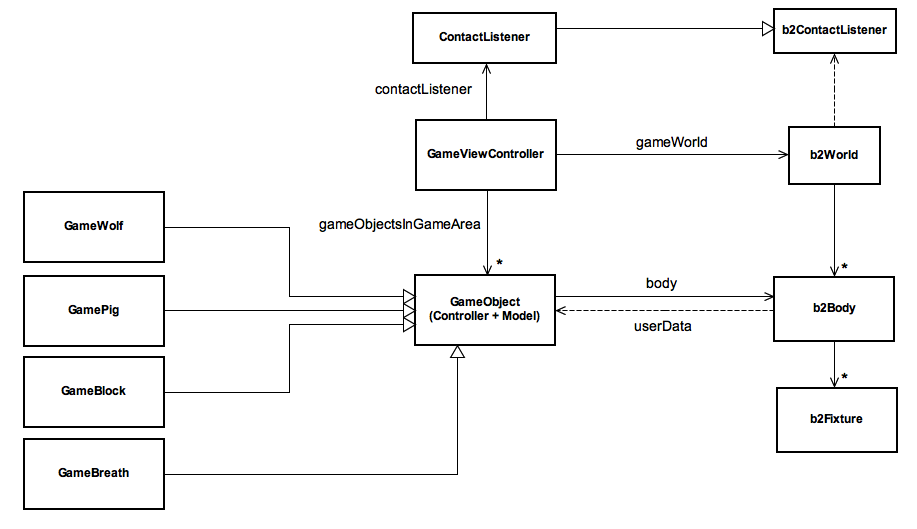 ContactListener
b2ContactListener
contactListener
GameViewController
gameWorld
b2World
GameWolf
gameObjectsInGameArea
*
*
GamePig
GameObject
(Controller + Model)
body
b2Body
userData
GameBlock
*
b2Fixture
GameBreath